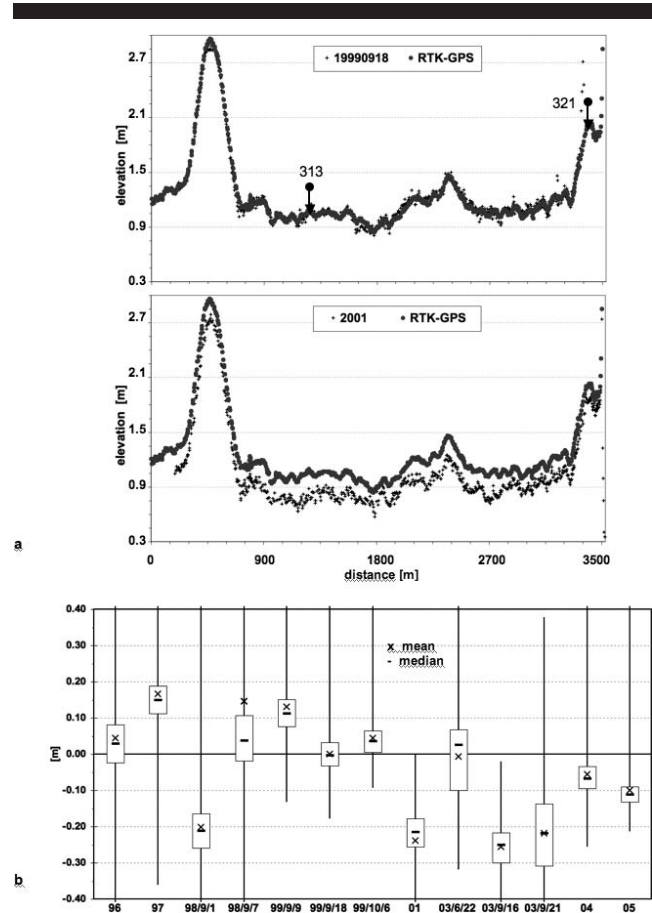 2.7
2.1
1.5
0.9
0.3
elevation [m]
19990918 RTK-GPS
313
321
2.7
2.1
1.5
0.9
0.3
elevation [m]
2001 RTK-GPS
a
0 900 1800 2700 3500
distance [m]
0.40
0.30
0.20
0.10
0.00
-0.10
-0.20
-0.30
-0.40
[m]
x mean
- median
b
96 97 98/9/1 98/9/7 99/9/9 99/9/18 99/10/6 01 03/6/22 03/9/16 03/9/21 04 05